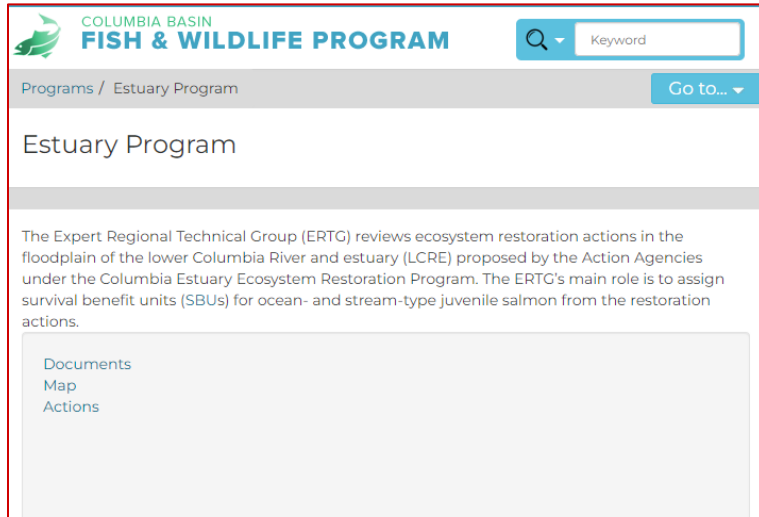 COLUMBIA BASIN
FISH & WILDLIFE PROGRAM
Keyword
Programs / Estuary Program
Go to...
Estuary Program
The Expert Regional Technical Group (ERTG) reviews ecosystem restoration actions in the
floodplain of the lower Columbia River and estuary (LCRE) proposed by the Action Agencies
under the Columbia Estuary Ecosystem Restoration Program. The ERTG's main role is to assign
survival benefit units (SBUs) for ocean- and stream-type juvenile salmon from the restoration
actions.
Documents
Map
Actions